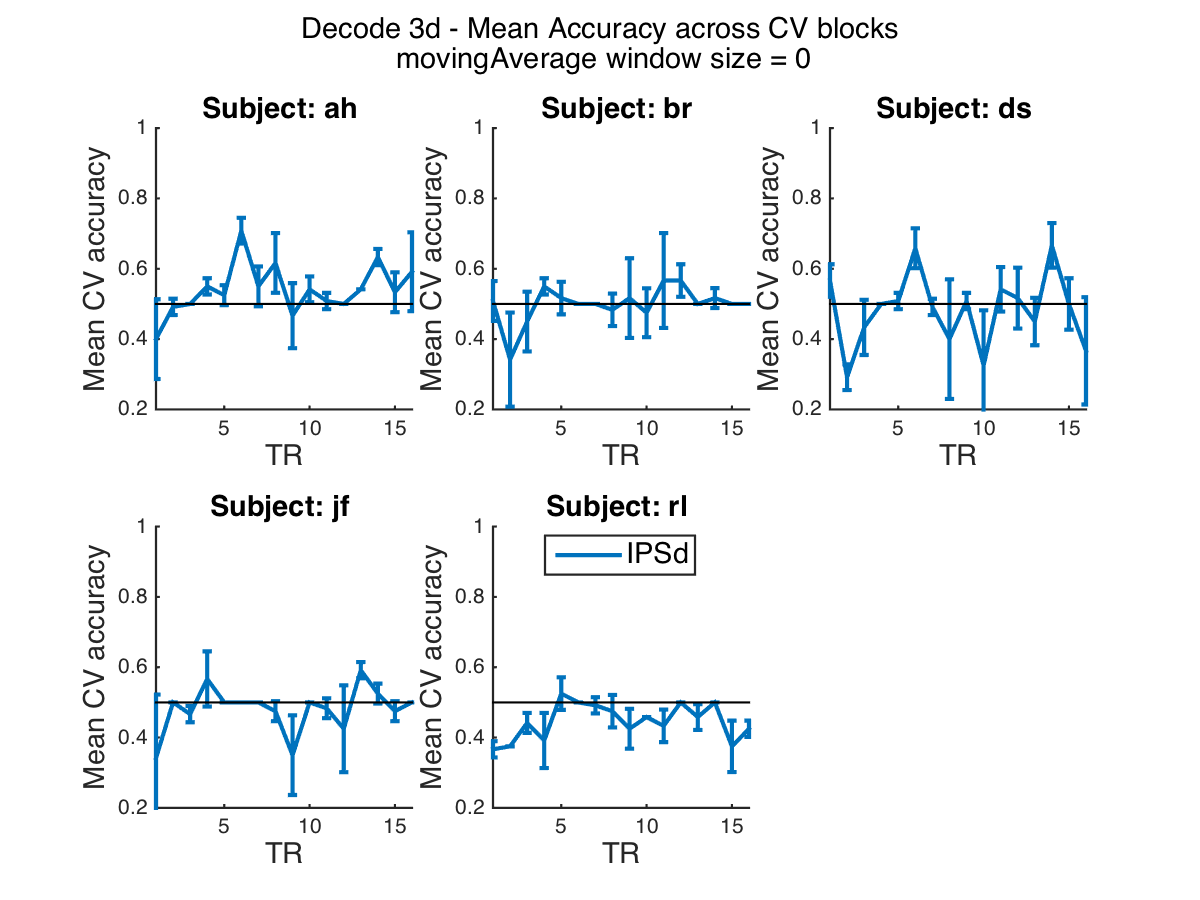 Decode 3d - Mean Accuracy across CV blocks
movingAverage window size = 0
Subject: ah
Mean CV accuracy
1
0.8
0.6
0.4
0.2
5 10 15
TR
Subject: br
Mean CV accuracy
1
0.8
0.6
0.4
0.2
5 10 15
TR
Subject: ds
Mean CV accuracy
1
0.8
0.6
0.4
0.2
5 10 15
TR
Subject: jf
Mean CV accuracy
1
0.8
0.6
0.4
0.2
5 10 15
TR
Subject: rl
IPSd
Mean CV accuracy
1
0.8
0.6
0.4
0.2
5 10 15
TR